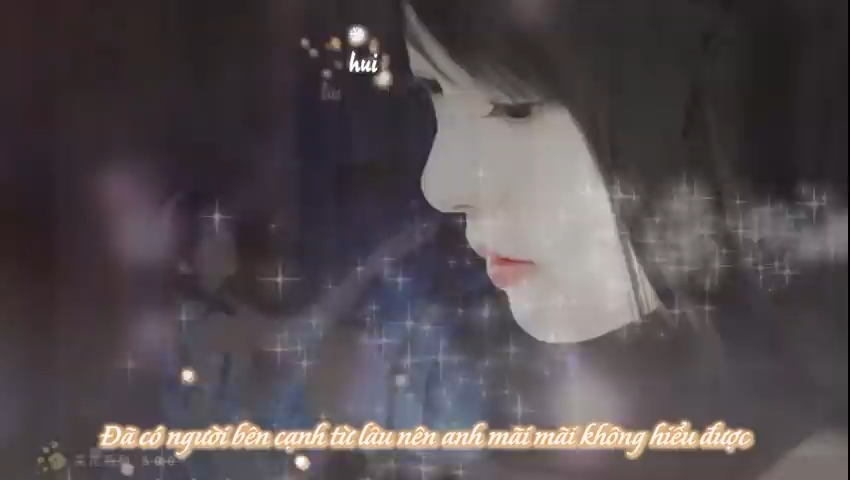 hui
Đã có người bên cạnh từ lâu nên anh mãi mãi không hiểu được